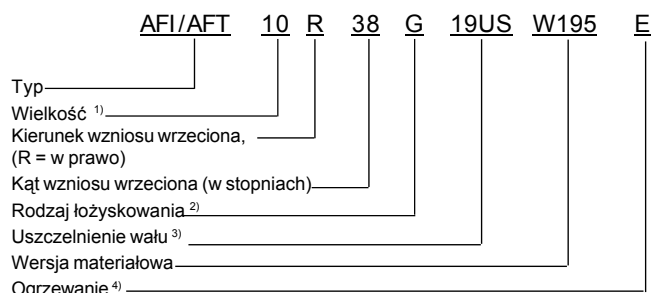 AFI/AFT 10 R 38 G 19US W195 E
Typ
Wielkość 1)
Kierunek wzniosu wrzeciona,
(R = w prawo)
Kąt wzniosu wrzeciona (w stopniach)
Rodzaj łożyskowania 2)
Uszczelnienie wału 3)
Wersja materiałowa
Ogrzewanie 4)